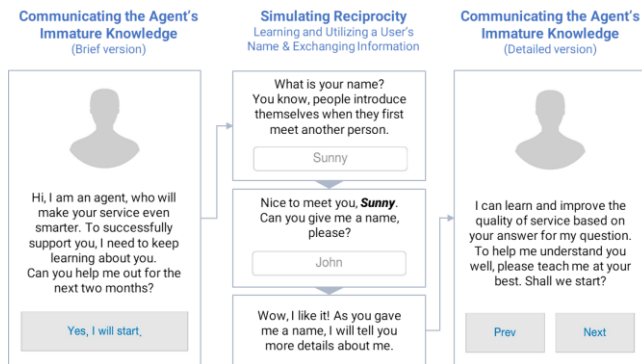 Communicating the Agent's
Immature Knowledge
(Brief version)
Hi, I am an agent, who will
make your service even
smarter. To successfully
support you, I need to keep
learning about you.
Can you help me out for the
next two months?
Yes, I will start.
Simulating Reciprocity
Learning and Utilizing a User's
Name & Exchanging Information
What is your name?
You know, people introduce
themselves when they first
meet another person.
Sunny
Nice to meet you, Sunny.
Can you give me a name,
please?
John
Wow, I like it! As you gave
me a name, I will tell you
more details about me.
Communicating the Agent's
Immature Knowledge
(Detailed version)
I can learn and improve the
quality of service based on
your answer for my question.
To help me understand you
well, please teach me at your
best. Shall we start?
Prev
Next